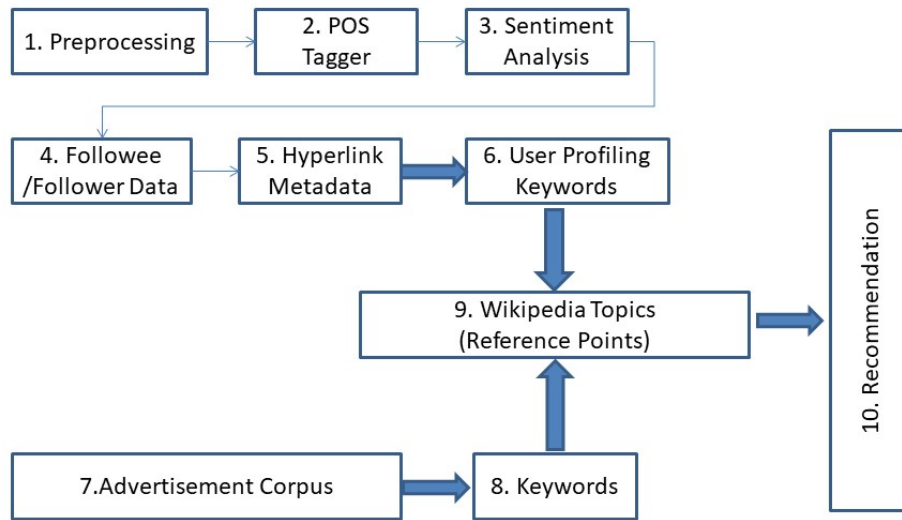 1. Preprocessing
2. POS
Tagger
3. Sentiment
Analysis
4. Followee
/Follower Data
5. Hyperlink
Metadata
6. User Profiling
Keywords
9. Wikipedia Topics
(Reference Points)
10. Recommendation
7.Advertisement Corpus
8. Keywords